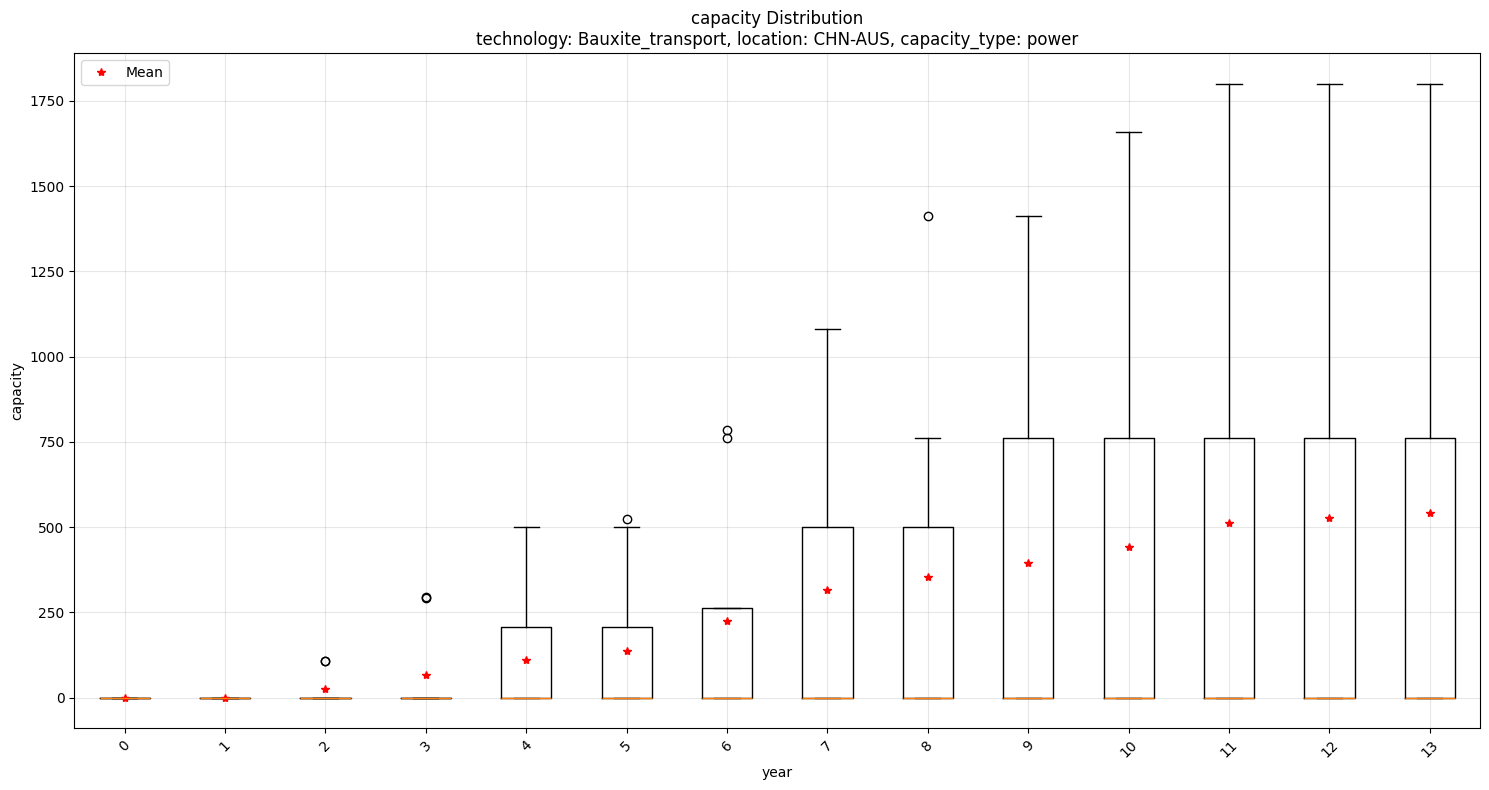 capacity Distribution
technology: Bauxite_transport, location: CHN-AUS, capacity_type: power
Mean
1750
1500
1250
1000
750
500
250
0
capacity
0 1 2 3 4 5 6 7 8 9 10 11 12 13
year